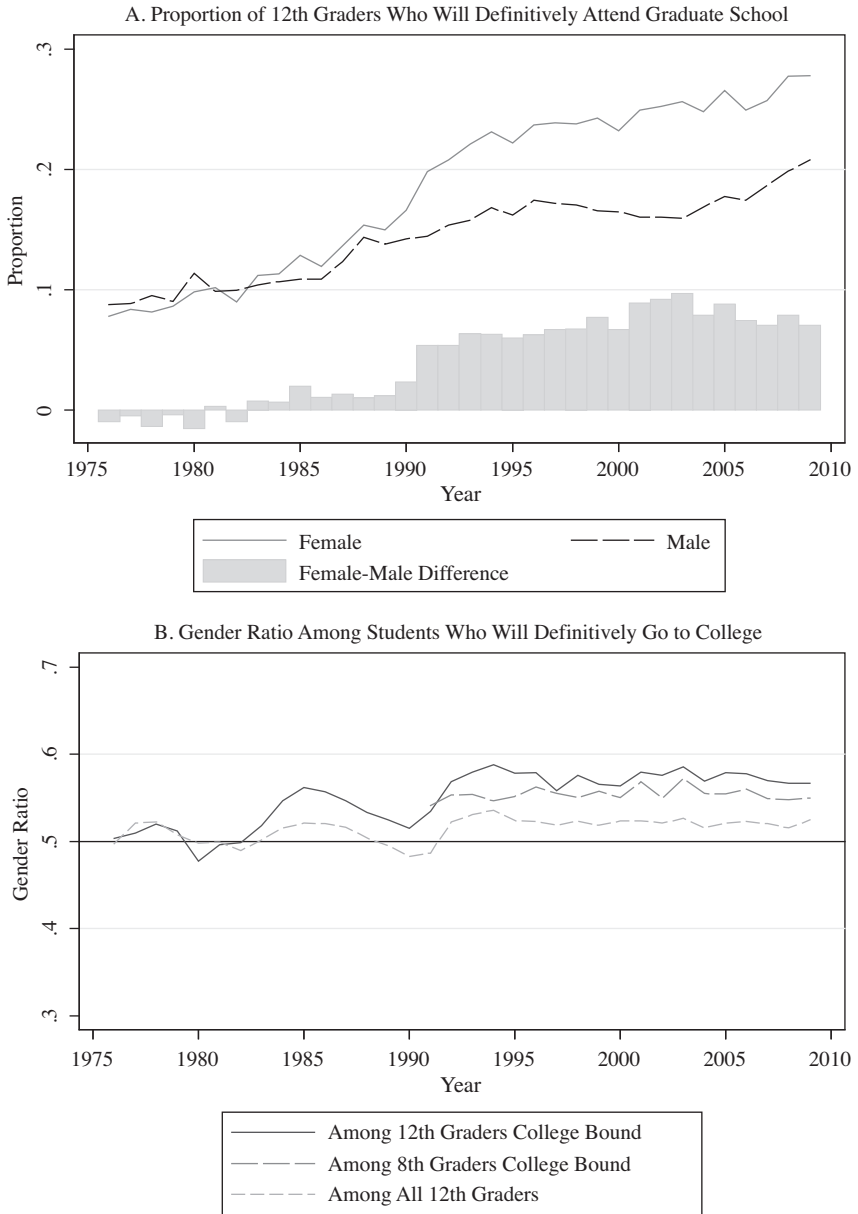 A. Proportion of 12th Graders Who Will Definitively Attend Graduate School
Proportion
.3
.2
.1
0
1975 1980 1985 1990 1995 2000 2005 2010
Year
Female Male
Female-Male Difference
B. Gender Ratio Among Students Who Will Definitively Go to College
Gender Ratio
.7
.6
.5
.4
.3
1975 1980 1985 1990 1995 2000 2005 2010
Year
Among 12th Graders College Bound
Among 8th Graders College Bound
Among All 12th Graders